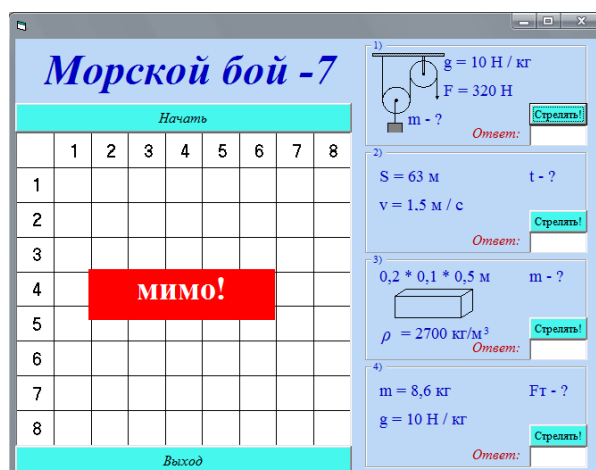 Морской бой -7
Начать
1 2 3 4 5 6 7 8
1
2
3
4
5
6
7
8
мимо!
Выход
1)
g = 10 Н / кг
F = 320 Н
m - ?
Стрелять!
Ответ:
2)
S = 63 м t - ?
v = 1.5 м / с
Стрелять!
Ответ:
3)
0,2 * 0,1 * 0,5 м m - ?
ρ = 2700 кг/м³
Стрелять!
Ответ:
4)
m = 8,6 кг Fт - ?
g = 10 Н / кг
Стрелять!
Ответ: